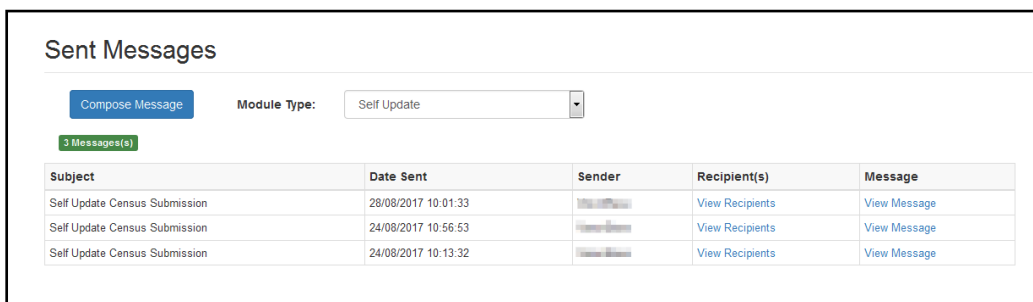 Sent Messages
Compose Message Module Type: Self Update
3 Messages(s)
Subject Date Sent Sender Recipient(s) Message
Self Update Census Submission 28/08/2017 10:01:33 View Recipients View Message
Self Update Census Submission 24/08/2017 10:56:53 View Recipients View Message
Self Update Census Submission 24/08/2017 10:13:32 View Recipients View Message